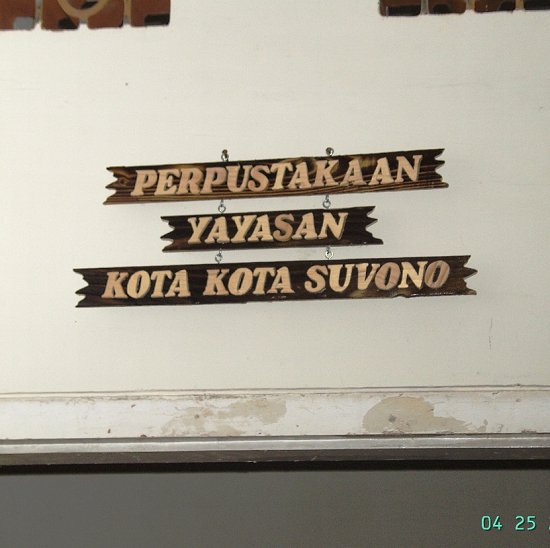 PERPUSTAKAAN
YAYASAN
KOTA KOTA SUVONO
04 25